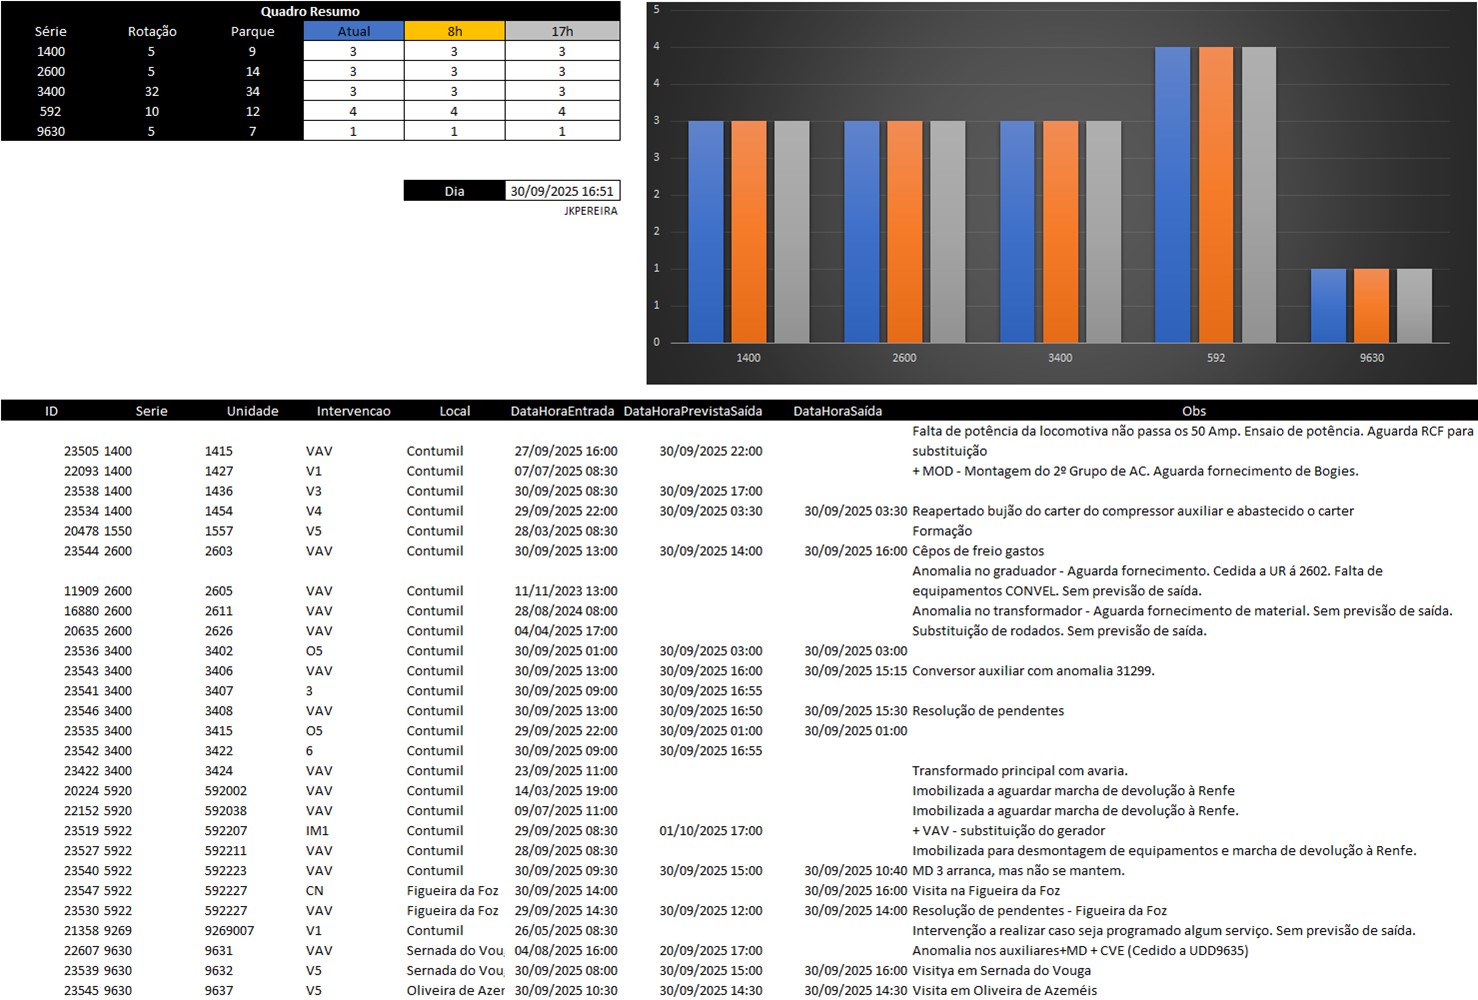 Quadro Resumo
Série Rotação Parque Atual 8h 17h
1400 5 9 3 3 3
2600 5 14 3 3 3
3400 32 34 3 3 3
592 10 12 4 4 4
9630 5 7 1 1 1
Dia 30/09/2025 16:51
JKPEREIRA
5
4
4
3
3
2
2
1
1
0
1400 2600 3400 592 9630
ID Serie Unidade Intervencao Local DataHoraEntrada DataHoraPrevistaSaída DataHoraSaída Obs
Falta de potência da locomotiva não passa os 50 Amp. Ensaio de potência. Aguarda RCF para
23505 1400 1415 VAV Contumil 27/09/2025 16:00 30/09/2025 22:00 substituição
22093 1400 1427 V1 Contumil 07/07/2025 08:30 + MOD - Montagem do 2º Grupo de AC. Aguarda fornecimento de Bogies.
23538 1400 1436 V3 Contumil 30/09/2025 08:30 30/09/2025 17:00
23534 1400 1454 V4 Contumil 29/09/2025 22:00 30/09/2025 03:30 30/09/2025 03:30 Reapertado bujão do carter do compressor auxiliar e abastecido o carter
20478 1550 1557 V5 Contumil 28/03/2025 08:30 Formação
23544 2600 2603 VAV Contumil 30/09/2025 13:00 30/09/2025 14:00 30/09/2025 16:00 Cêpos de freio gastos
Anomalia no graduador - Aguarda fornecimento. Cedida a UR á 2602. Falta de
11909 2600 2605 VAV Contumil 11/11/2023 13:00 equipamentos CONVEL. Sem previsão de saída.
16880 2600 2611 VAV Contumil 28/08/2024 08:00 Anomalia no transformador - Aguarda fornecimento de material. Sem previsão de saída.
20635 2600 2626 VAV Contumil 04/04/2025 17:00 Substituição de rodados. Sem previsão de saída.
23536 3400 3402 O5 Contumil 30/09/2025 01:00 30/09/2025 03:00 30/09/2025 03:00
23543 3400 3406 VAV Contumil 30/09/2025 13:00 30/09/2025 16:00 30/09/2025 15:15 Conversor auxiliar com anomalia 31299.
23541 3400 3407 3 Contumil 30/09/2025 09:00 30/09/2025 16:55
23546 3400 3408 VAV Contumil 30/09/2025 13:00 30/09/2025 16:50 30/09/2025 15:30 Resolução de pendentes
23535 3400 3415 O5 Contumil 29/09/2025 22:00 30/09/2025 01:00 30/09/2025 01:00
23542 3400 3422 6 Contumil 30/09/2025 09:00 30/09/2025 16:55
23422 3400 3424 VAV Contumil 23/09/2025 11:00 Transformado principal com avaria.
20224 5920 592002 VAV Contumil 14/03/2025 19:00 Imobilizada a aguardar marcha de devolução à Renfe
22152 5920 592038 VAV Contumil 09/07/2025 11:00 Imobilizada a aguardar marcha de devolução à Renfe.
23519 5922 592207 IM1 Contumil 29/09/2025 08:30 01/10/2025 17:00 + VAV - substituição do gerador
23527 5922 592211 VAV Contumil 28/09/2025 08:30 Imobilizada para desmontagem de equipamentos e marcha de devolução à Renfe.
23540 5922 592223 VAV Contumil 30/09/2025 09:30 30/09/2025 15:00 30/09/2025 10:40 MD 3 arranca, mas não se mantem.
23547 5922 592227 CN Figueira da Foz 30/09/2025 14:00 30/09/2025 16:00 Visita na Figueira da Foz
23530 5922 592227 VAV Figueira da Foz 29/09/2025 14:30 30/09/2025 12:00 30/09/2025 14:00 Resolução de pendentes - Figueira da Foz
21358 9269 9269007 V1 Contumil 26/05/2025 08:30 Intervenção a realizar caso seja programado algum serviço. Sem previsão de saída.
22607 9630 9631 VAV Sernada do Vou 04/08/2025 16:00 20/09/2025 17:00 Anomalia nos auxiliares+MD + CVE (Cedido a UDD9635)
23539 9630 9632 V5 Sernada do Vou 30/09/2025 08:00 30/09/2025 15:00 30/09/2025 16:00 Visitya em Sernada do Vouga
23545 9630 9637 V5 Oliveira de Azer 30/09/2025 10:30 30/09/2025 14:30 30/09/2025 14:30 Visita em Oliveira de Azeméis